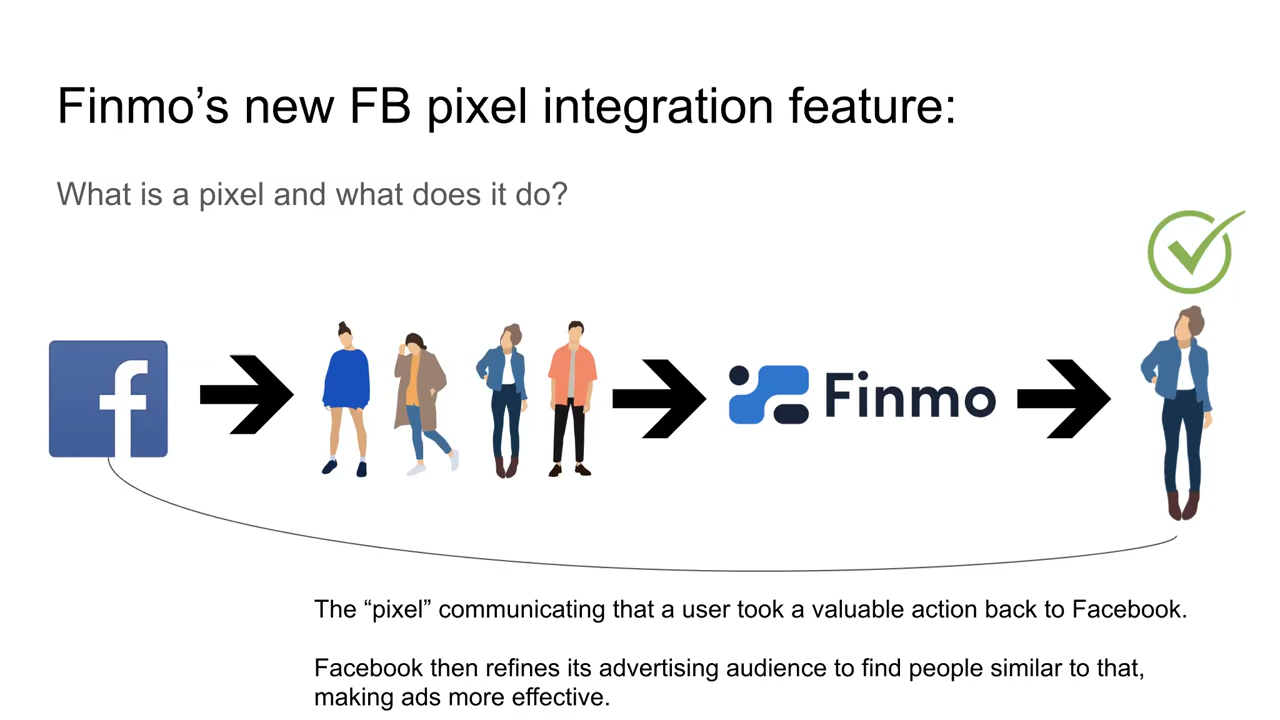 Finmo’s new FB pixel integration feature:
What is a pixel and what does it do?
f
Finmo
The “pixel” communicating that a user took a valuable action back to Facebook.
Facebook then refines its advertising audience to find people similar to that,
making ads more effective.